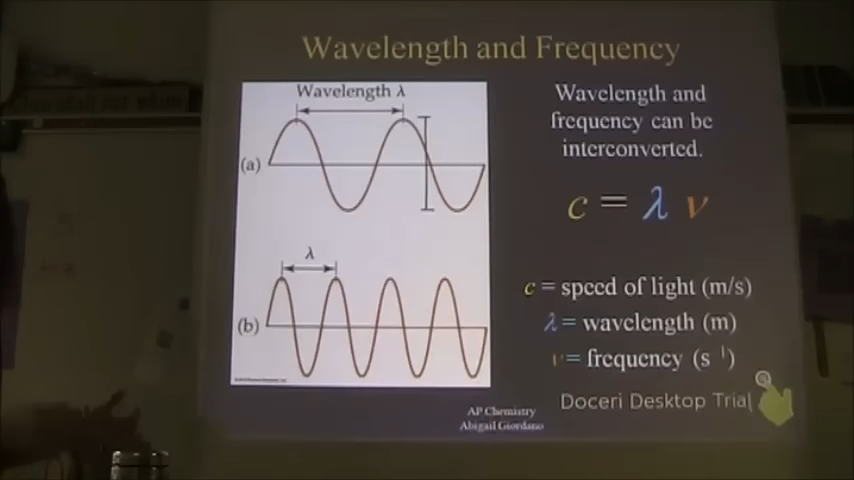 Wavelength and Frequency
Wavelength λ
(a)
λ
(b)
Wavelength and
frequency can be
interconverted.
c = λ ν
c = speed of light (m/s)
λ = wavelength (m)
ν = frequency (s⁻¹)
Doceri Desktop Trial
AP Chemistry
Abigail Giordano